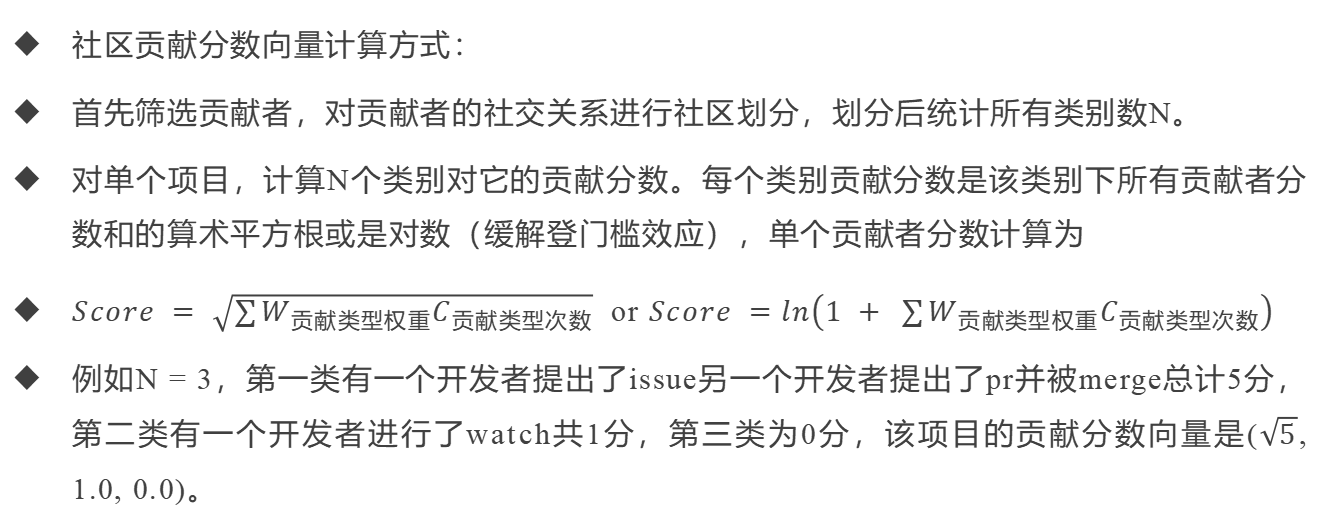 ◆ 社区贡献分数向量计算方式：
◆ 首先筛选贡献者，对贡献者的社交关系进行社区划分，划分后统计所有类别数N。
◆ 对单个项目，计算N个类别对它的贡献分数。每个类别贡献分数是该类别下所有贡献者分
数和的算术平方根或是对数（缓解登门槛效应），单个贡献者分数计算为
◆ Score = √∑W贡献类型权重C贡献类型次数 or Score = ln(1 + ∑W贡献类型权重C贡献类型次数)
◆ 例如N = 3，第一类有一个开发者提出了issue另一个开发者提出了pr并被merge总计5分，
第二类有一个开发者进行了watch共1分，第三类为0分，该项目的贡献分数向量是(√5,
1.0, 0.0)。